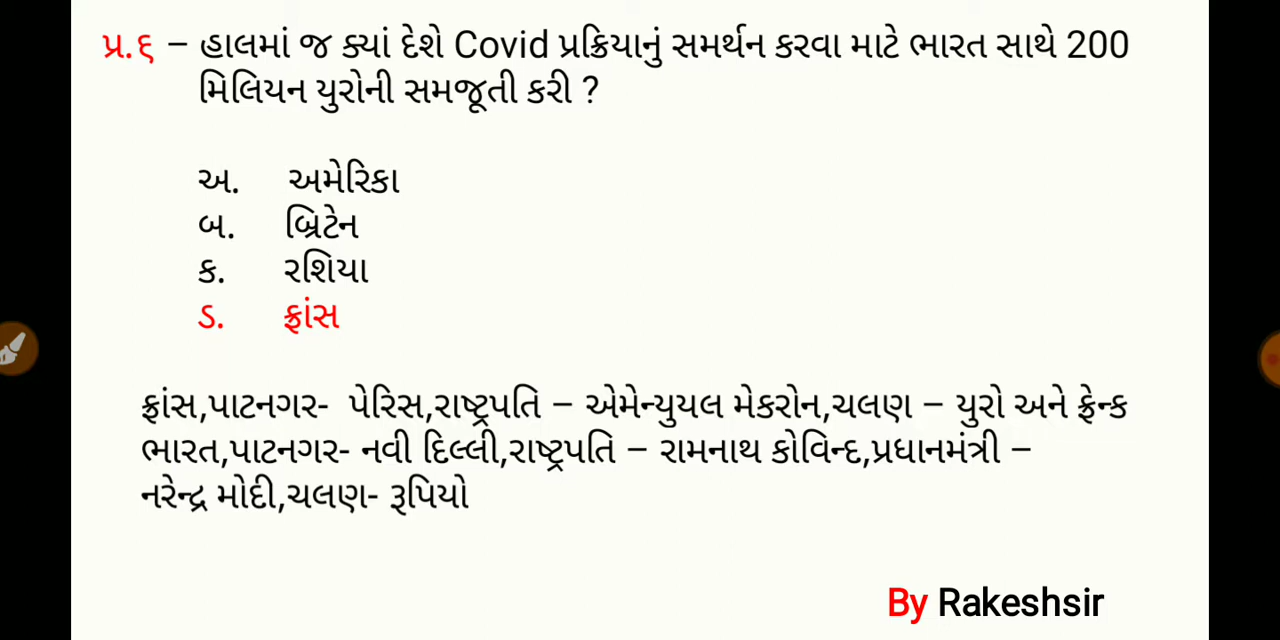 પ્ર.૬ – હાલમાં જ ક્યાં દેશે Covid પ્રક્રિયાનું સમર્થન કરવા માટે ભારત સાથે 200
મિલિયન યુરોની સમજૂતી કરી ?
અ. અમેરિકા
બ. બ્રિટેન
ક. રશિયા
ડ. ફ્રાંસ
ફ્રાંસ,પાટનગર- પેરિસ,રાષ્ટ્રપતિ – એમેન્યુયલ મેકરોન,ચલણ – યુરો અને ફ્રેન્ક
ભારત,પાટનગર- નવી દિલ્લી,રાષ્ટ્રપતિ – રામનાથ કોવિન્દ,પ્રધાનમંત્રી –
નરેન્દ્ર મોદી,ચલણ- રૂપિયો
By Rakeshsir